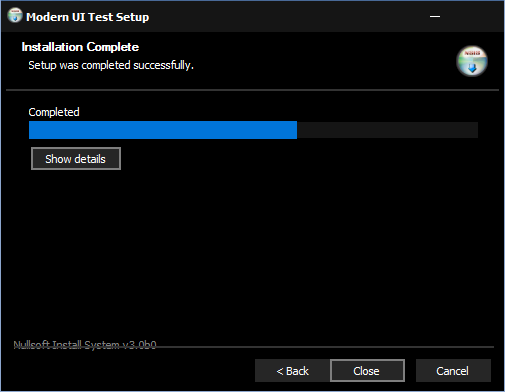 Modern UI Test Setup
Installation Complete
Setup was completed successfully.
Completed
Show details
Nullsoft Install System v3.0b0
< Back
Close
Cancel